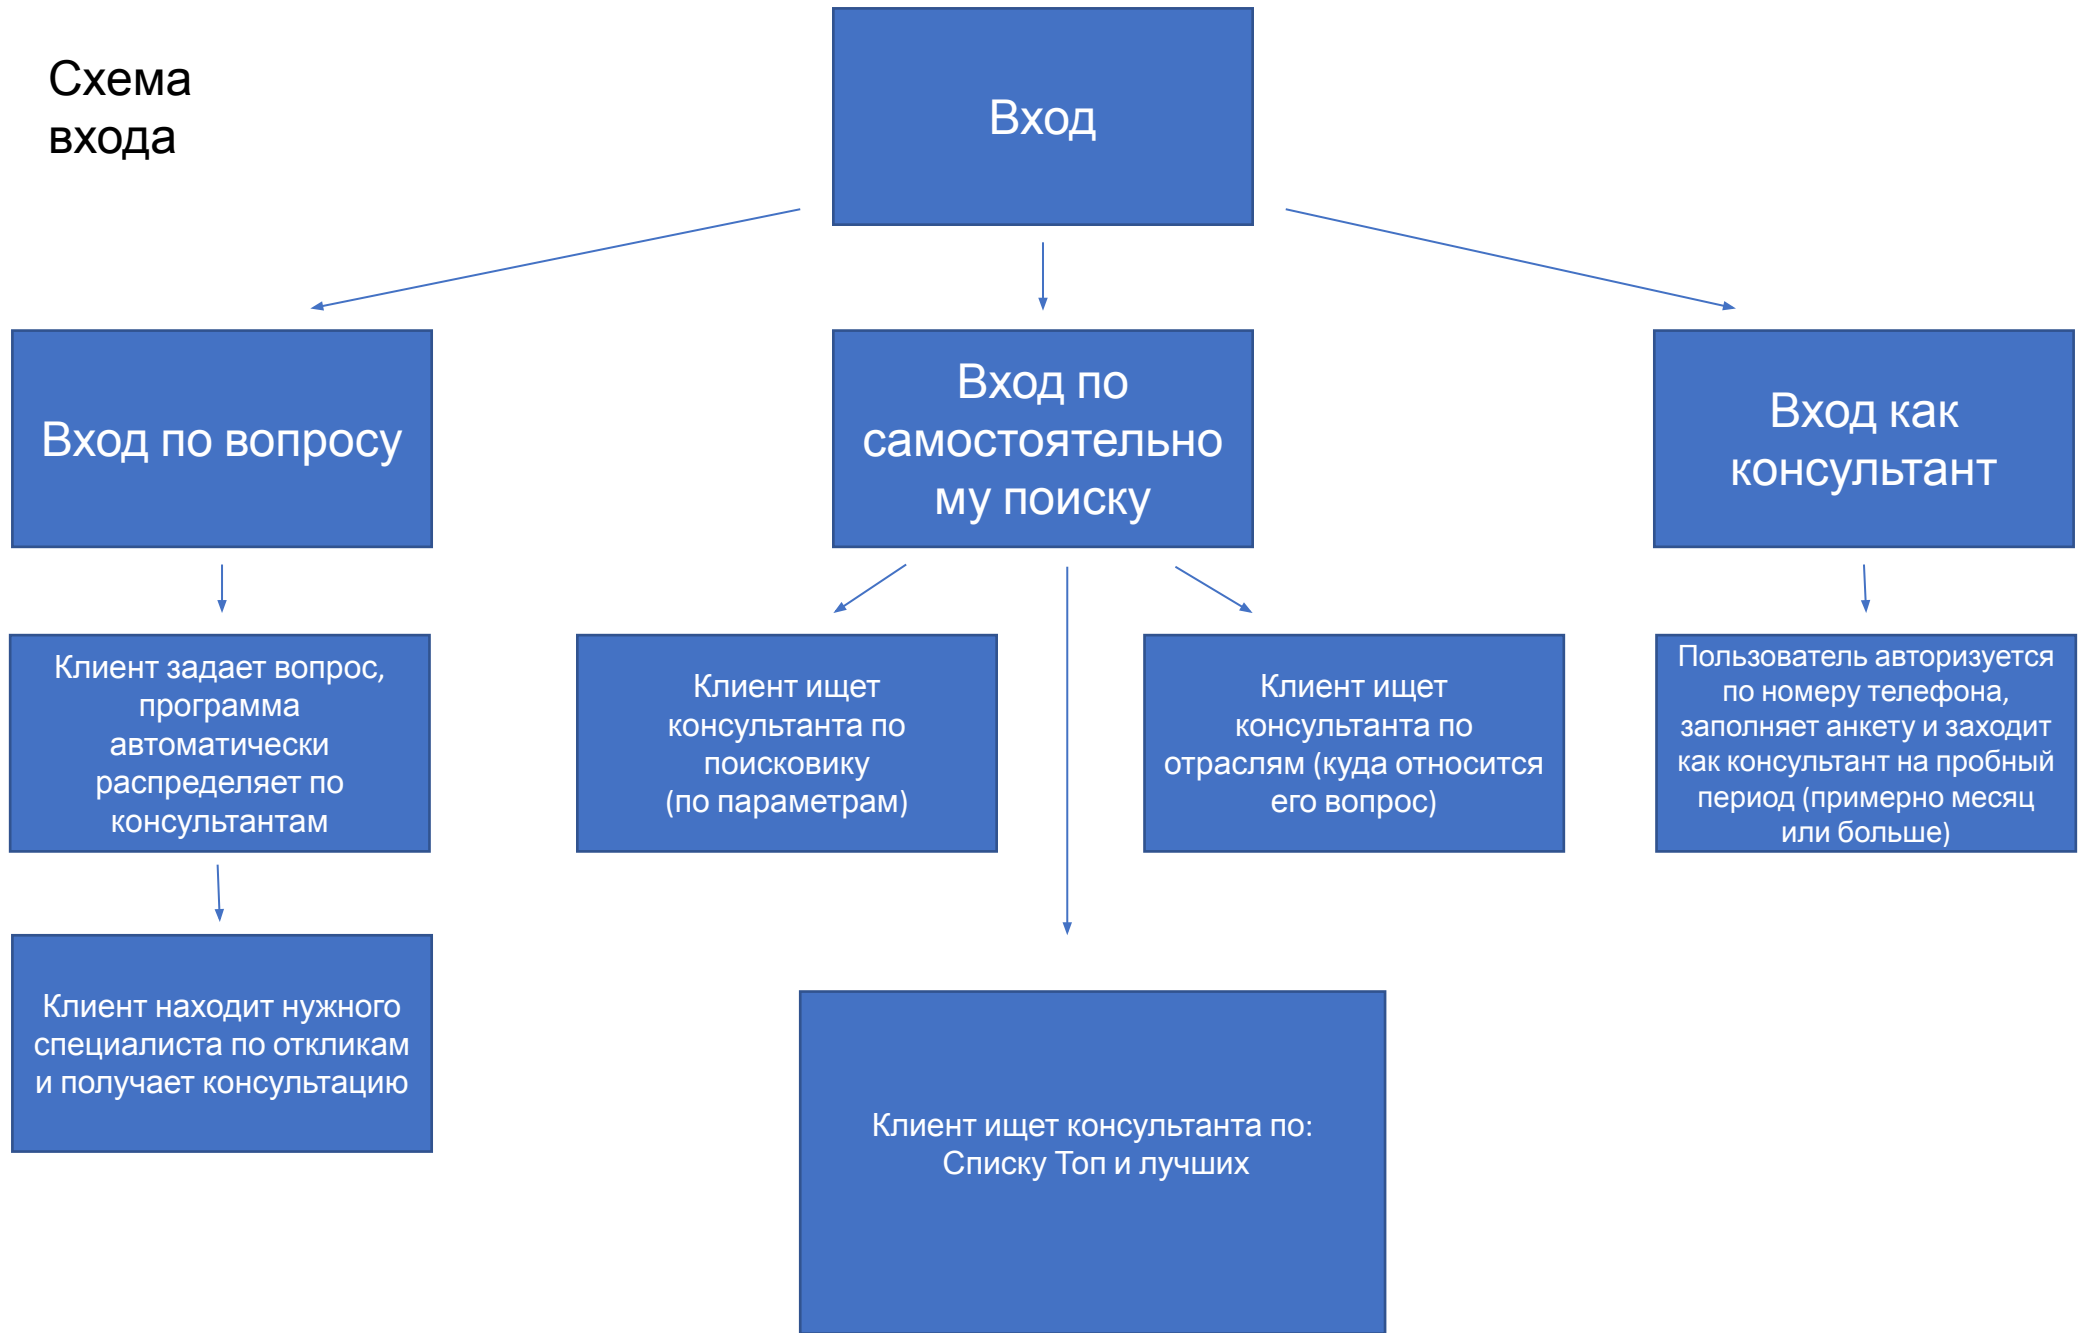 Схема
входа
Вход
Вход по вопросу
Вход по
самостоятельно
му поиску
Вход как
консультант
Клиент задает вопрос,
программа
автоматически
распределяет по
консультантам
Клиент ищет
консультанта по
поисковику
(по параметрам)
Клиент ищет
консультанта по
отраслям (куда относится
его вопрос)
Пользователь авторизуется
по номеру телефона,
заполняет анкету и заходит
как консультант на пробный
период (примерно месяц
или больше)
Клиент находит нужного
специалиста по откликам
и получает консультацию
Клиент ищет консультанта по:
Списку Топ и лучших